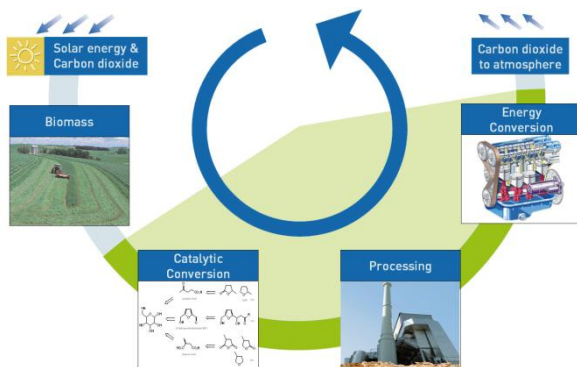 Solar energy &
Carbon dioxide
Carbon dioxide
to atmosphere
Biomass
Energy
Conversion
Catalytic
Conversion
Processing